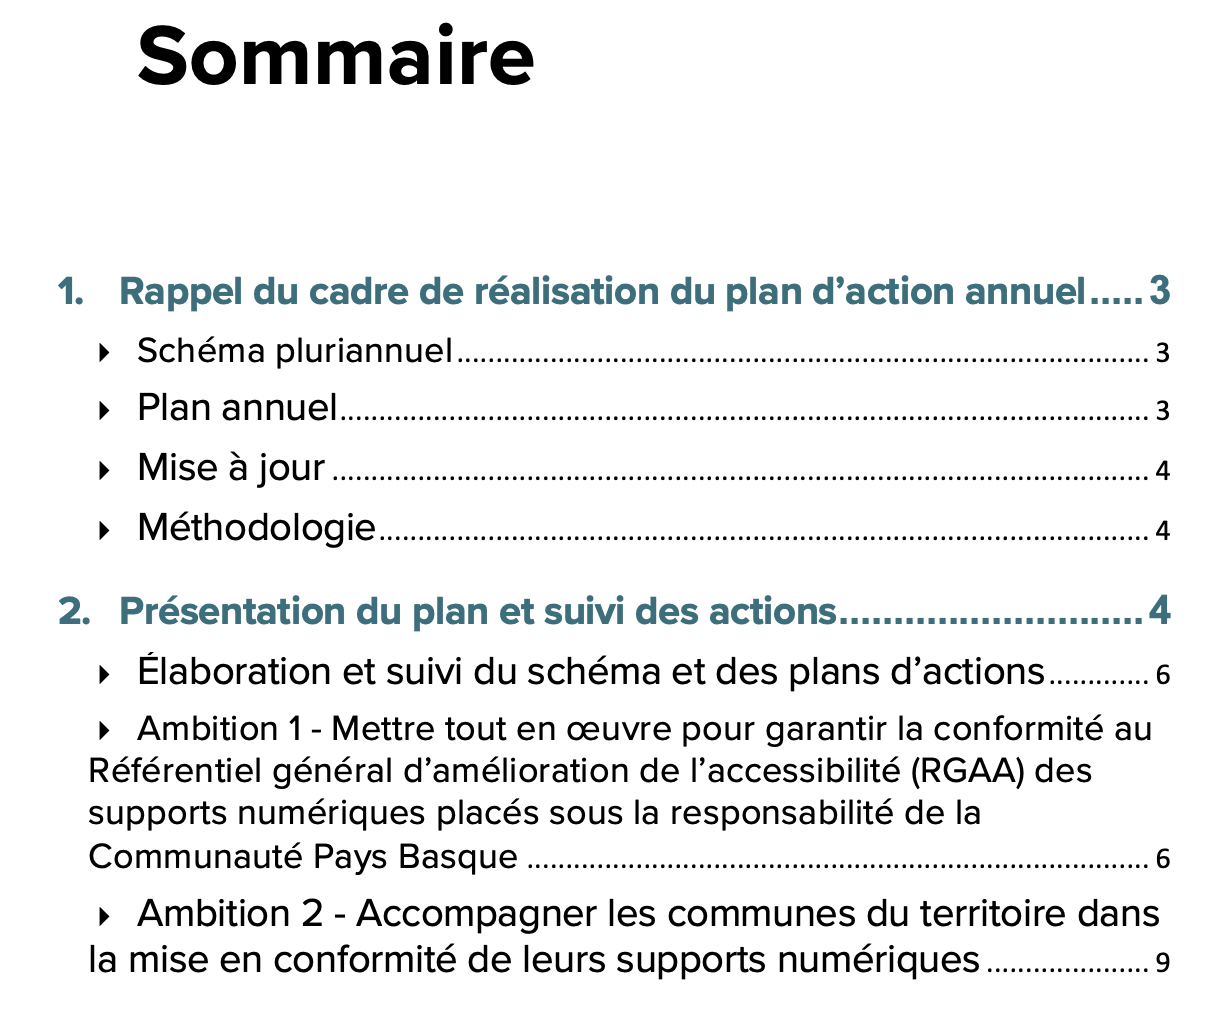 Sommaire
1. Rappel du cadre de réalisation du plan d’action annuel..... 3
‣ Schéma pluriannuel.......................................................................................... 3
‣ Plan annuel......................................................................................................... 3
‣ Mise à jour .......................................................................................................... 4
‣ Méthodologie.................................................................................................... 4
2. Présentation du plan et suivi des actions............................ 4
‣ Élaboration et suivi du schéma et des plans d’actions............. 6
‣ Ambition 1 - Mettre tout en œuvre pour garantir la conformité au
Référentiel général d’amélioration de l’accessibilité (RGAA) des
supports numériques placés sous la responsabilité de la
Communauté Pays Basque ................................................................................. 6
‣ Ambition 2 - Accompagner les communes du territoire dans
la mise en conformité de leurs supports numériques ..................... 9